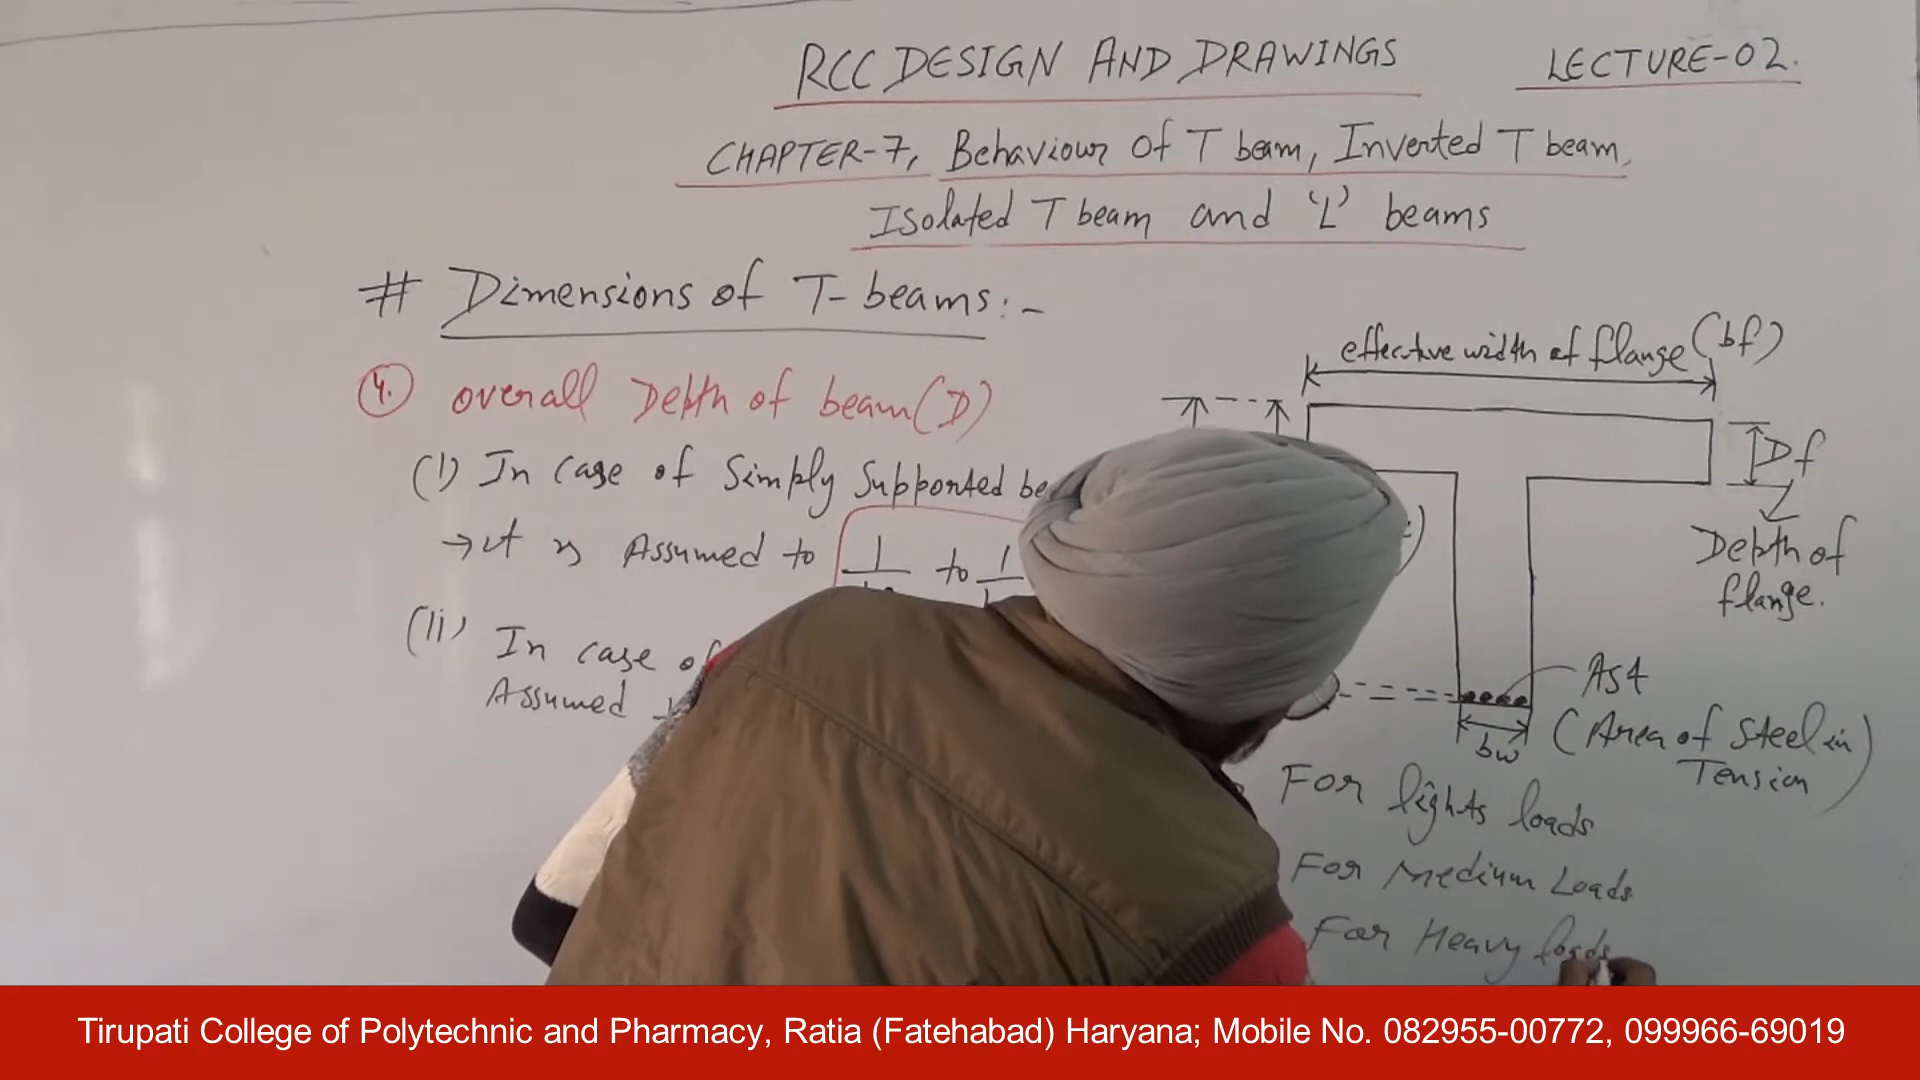 RCC DESIGN AND DRAWINGS LECTURE-02.
CHAPTER-7, Behaviour of T beam, Inverted T beam,
Isolated T beam and 'L' beams
# Dimensions of T-beams:-
effective width of flange (bf)
4. overall Depth of beam (D)
(I) In case of Simply Supported
→ it is Assumed to 1 to 1
Df
Depth of
flange.
(Ii) In case of
Assumed
Ast
(Area of Steel in
Tension)
bw
For lights loads
For Medium Loads
For Heavy loads
Tirupati College of Polytechnic and Pharmacy, Ratia (Fatehabad) Haryana; Mobile No. 082955-00772, 099966-69019